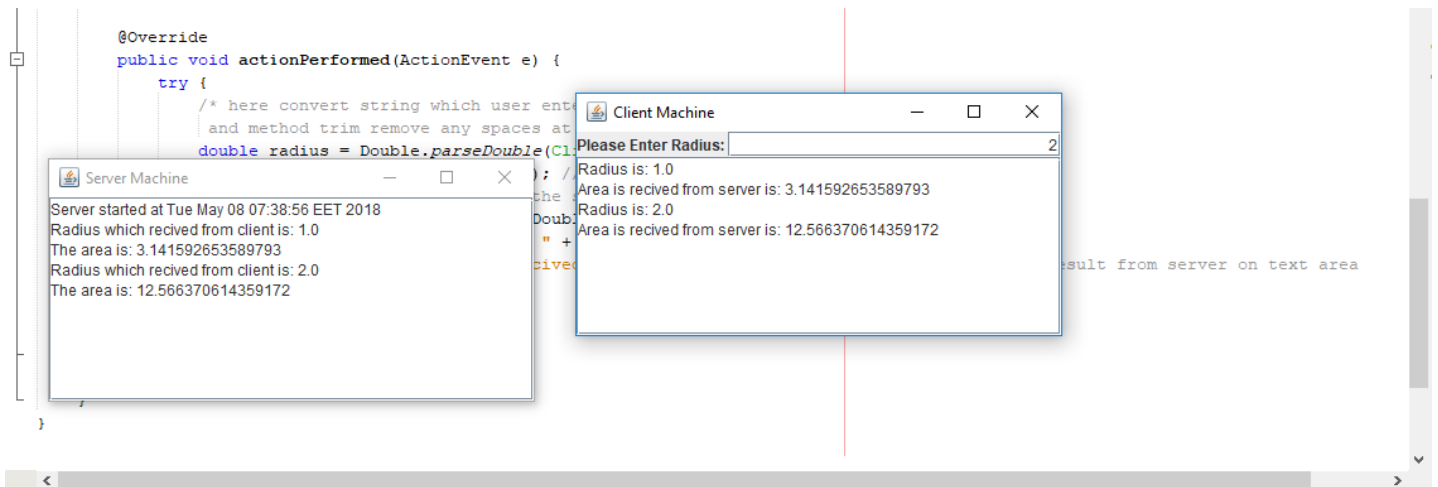 @Override
public void actionPerformed(ActionEvent e) {
try {
/* here convert string which user
and method trim remove any spaces at
double radius = Double.parseDouble(
); //
the
" +
result from server on text area
}
Server Machine
Server started at Tue May 08 07:38:56 EET 2018
Radius which recived from client is: 1.0
The area is: 3.141592653589793
Radius which recived from client is: 2.0
The area is: 12.566370614359172
Client Machine
Please Enter Radius: 2
Radius is: 1.0
Area is recived from server is: 3.141592653589793
Radius is: 2.0
Area is recived from server is: 12.566370614359172